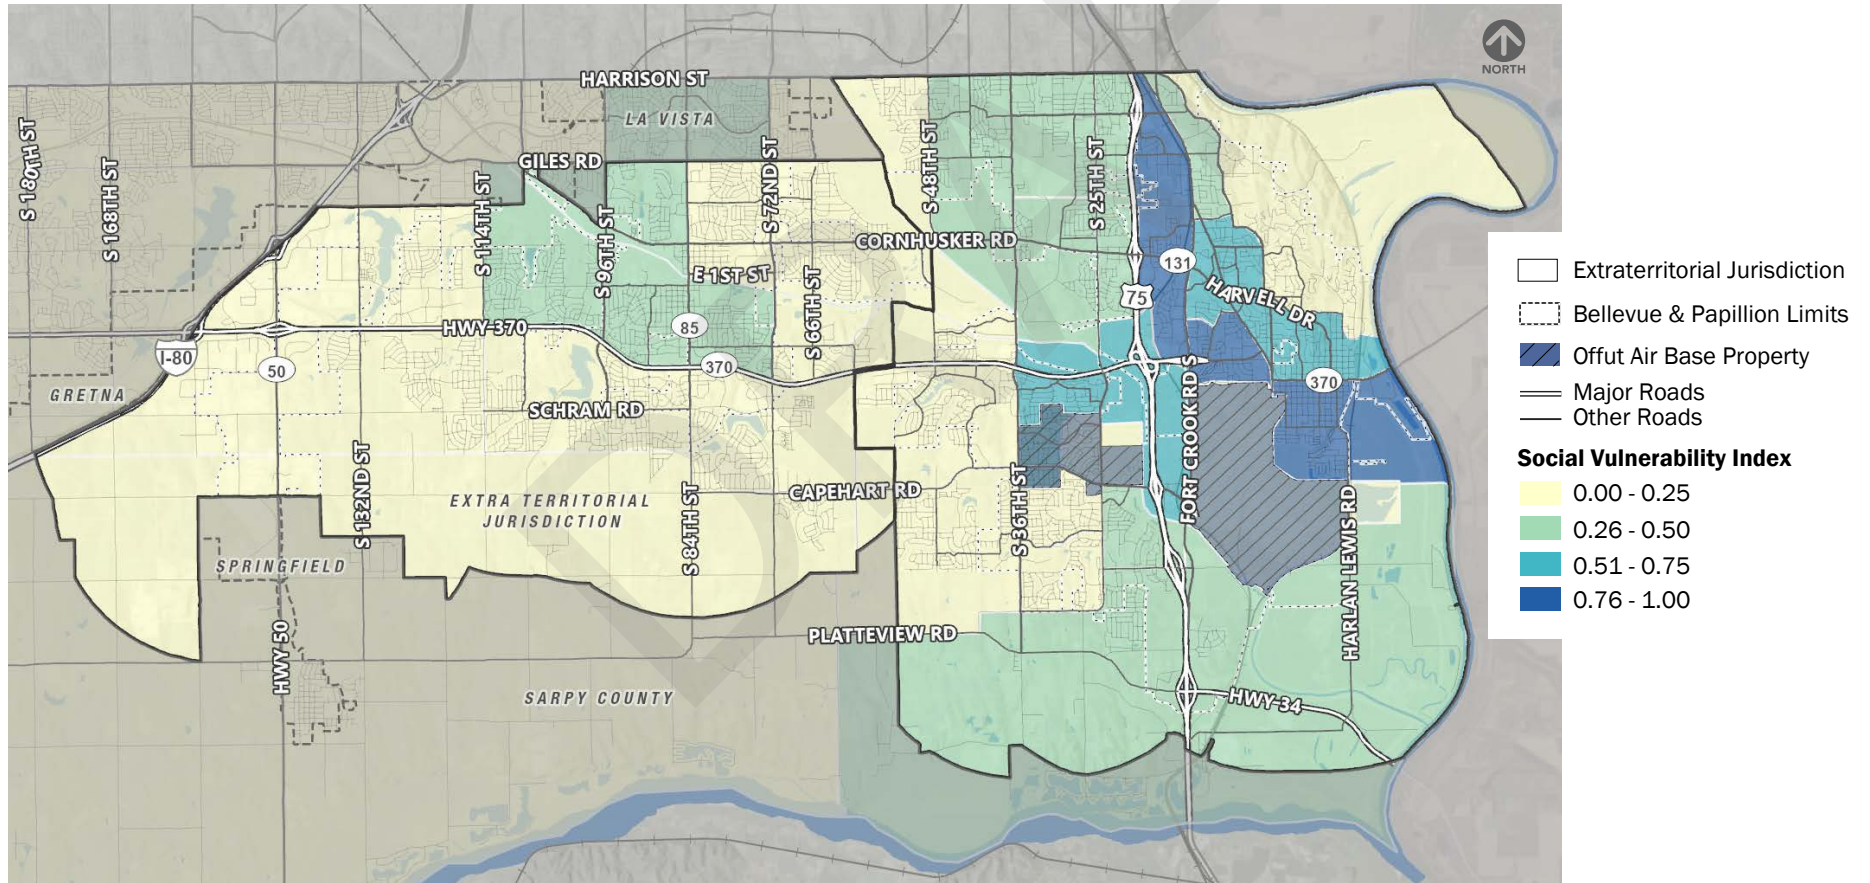 NORTH
HARRISON ST
LA VISTA
S 180TH ST
S 168TH ST
GILES RD
S 72ND ST
S 48TH ST
S 25TH ST
S 114TH ST
S 96TH ST
CORNHUSKER RD
131
E 1ST ST
S 66TH ST
75
HARVELL DR
HWY 370
85
I-80
50
370
FORT CROOK RD S
370
GRETNA
SCHRAM RD
S 132ND ST
EXTRA TERRITORIAL
JURISDICTION
S 84TH ST
CAPEHART RD
S 36TH ST
HARLAN LEWIS RD
SPRINGFIELD
HWY 50
PLATTEVIEW RD
SARPY COUNTY
HWY 34
Extraterritorial Jurisdiction
Bellevue & Papillion Limits
Offut Air Base Property
Major Roads
Other Roads
Social Vulnerability Index
0.00 - 0.25
0.26 - 0.50
0.51 - 0.75
0.76 - 1.00